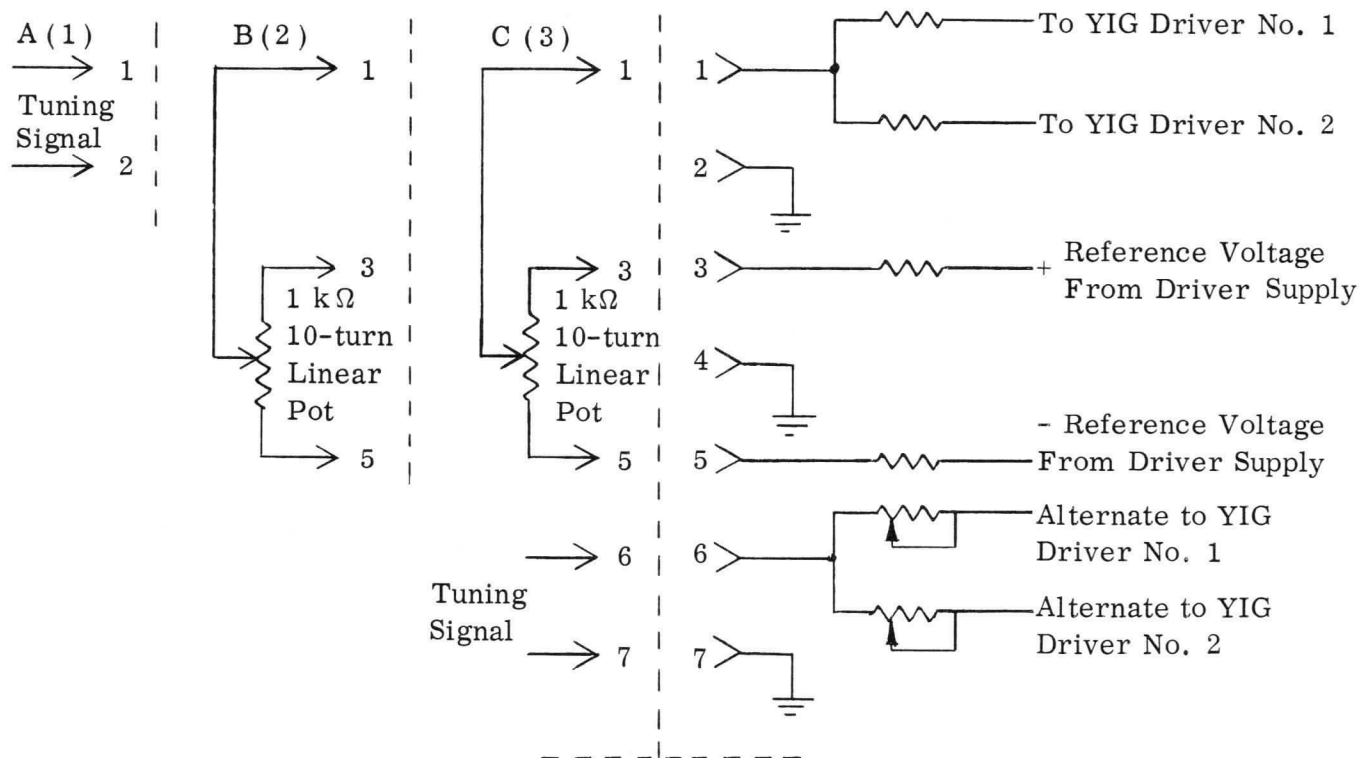 A (1)
1
Tuning
Signal
2
B (2)
1
3
1 kΩ
10-turn
Linear
Pot
5
C (3)
1
3
1 kΩ
10-turn
Linear
Pot
5
6
Tuning
Signal
7
1
To YIG Driver No. 1
To YIG Driver No. 2
2
3
+ Reference Voltage
From Driver Supply
4
- Reference Voltage
5
From Driver Supply
6
Alternate to YIG
Driver No. 1
Alternate to YIG
Driver No. 2
7